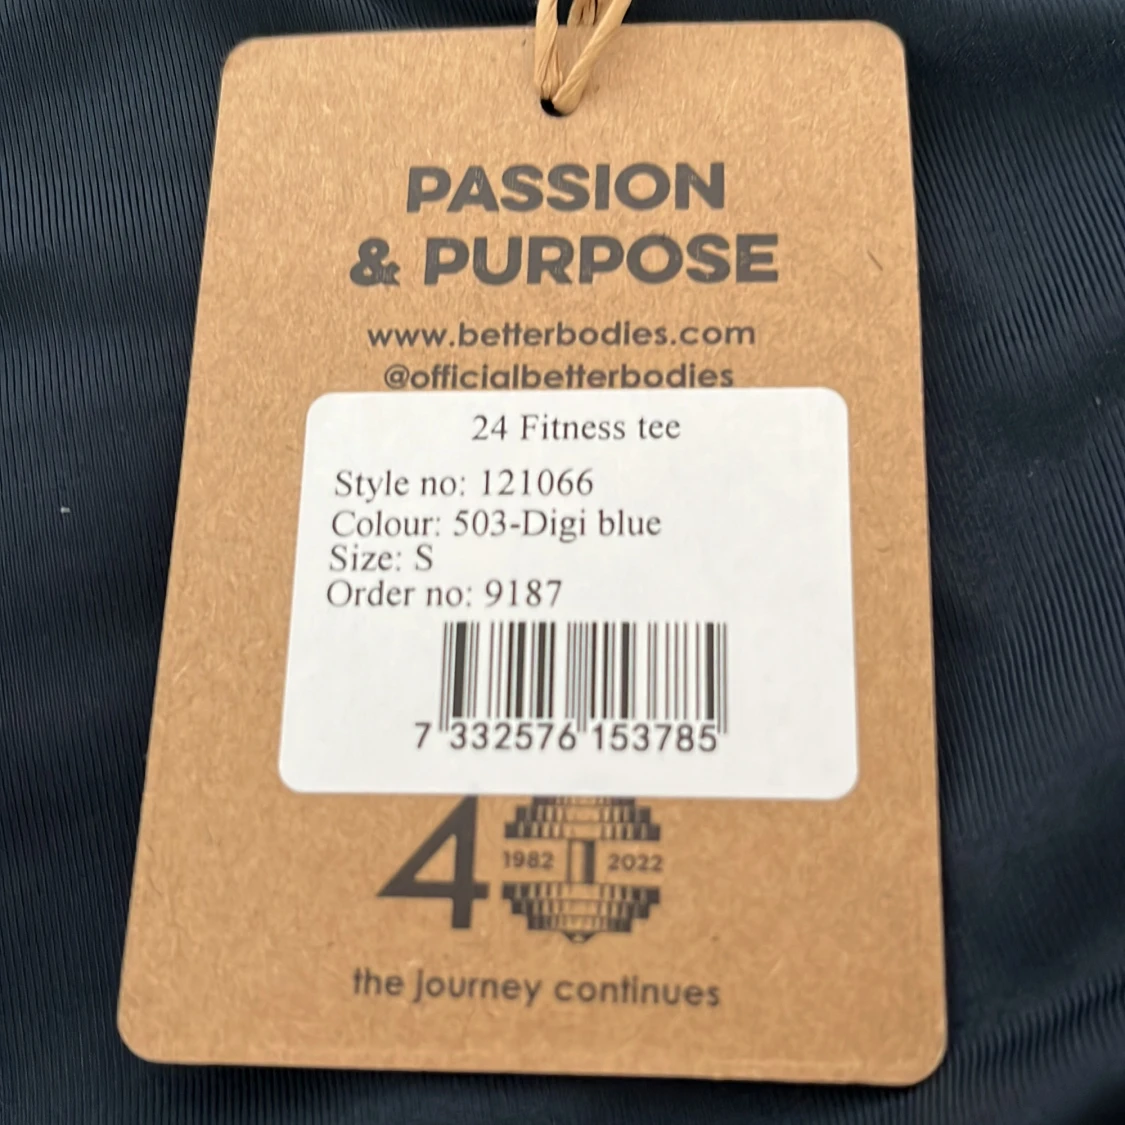 PASSION
& PURPOSE
www.betterbodies.com
@officialbetterbodies
24 Fitness tee
Style no: 121066
Colour: 503-Digi blue
Size: S
Order no: 9187
7 332576 153785
40
1982 2022
the journey continues